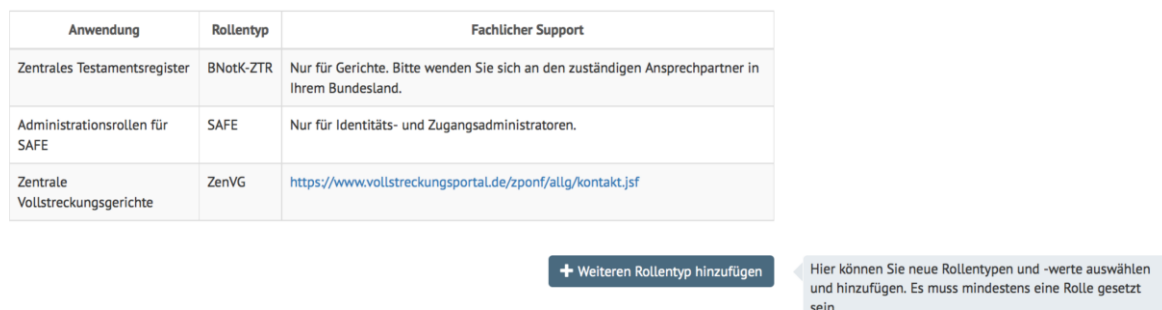 Anwendung Rollentyp Fachlicher Support
Zentrales Testamentsregister BNotK-ZTR Nur für Gerichte. Bitte wenden Sie sich an den zuständigen Ansprechpartner in
Ihrem Bundesland.
Administrationsrollen für SAFE Nur für Identitäts- und Zugangsadministratoren.
SAFE
Zentrale ZenVG https://www.vollstreckungsportal.de/zponf/allg/kontakt.jsf
Vollstreckungsgerichte
+ Weiteren Rollentyp hinzufügen
Hier können Sie neue Rollentypen und -werte auswählen
und hinzufügen. Es muss mindestens eine Rolle gesetzt
sein